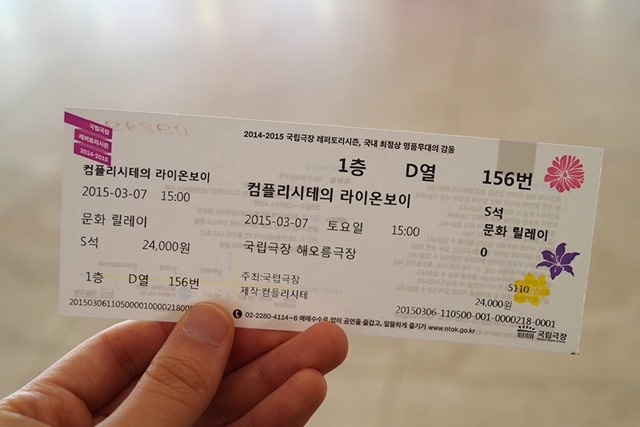 국립극장
레퍼토리시즌
2014-2015
컴플리시테의 라이온보이
2015-03-07 15:00
문화 릴레이
S석 24,000원
1층 D열 156번
20150306110500001000021800
2014-2015 국립극장 레퍼토리시즌, 국내 최정상 명품무대의 감동
1층 D열 156번
컴플리시테의 라이온보이
2015-03-07 토요일 15:00
국립극장 해오름극장
주최:국립극장
제작:컴플리시테
S석
문화 릴레이
0
5110
24,000원
20150306-110500-001-0000218-0001
02-2280-4114~6 예매수수료 없이 공연을 즐겁고, 알뜰하게 즐기기 www.ntok.go.kr
국립극장